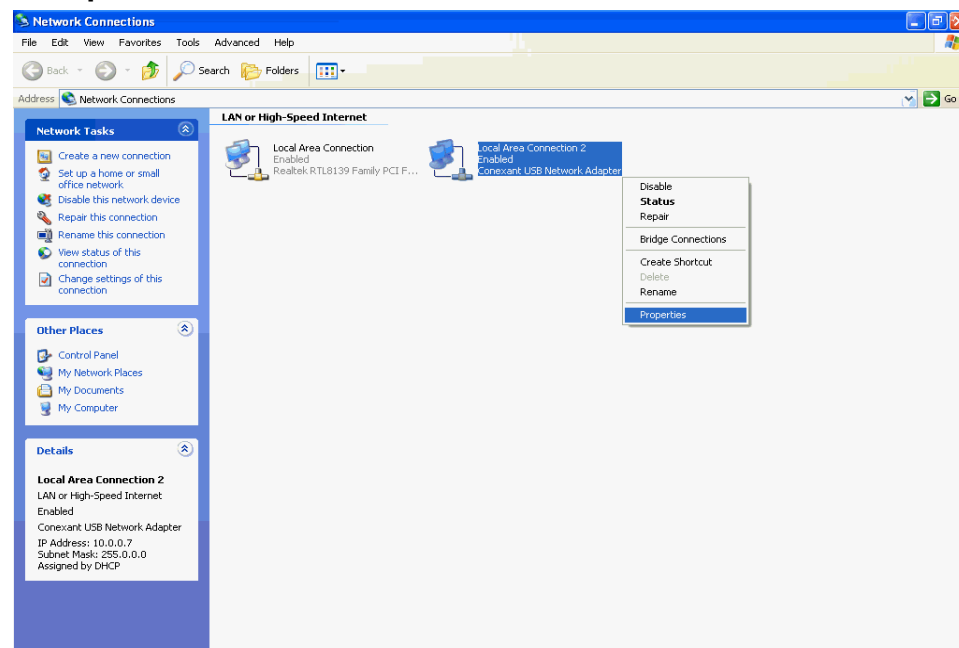 Network Connections
File Edit View Favorites Tools Advanced Help
Back Search Folders
Address Network Connections Go
Network Tasks
Create a new connection
Set up a home or small
office network
Disable this network device
Repair this connection
Rename this connection
View status of this
connection
Change settings of this
connection
Other Places
Control Panel
My Network Places
My Documents
My Computer
Details
Local Area Connection 2
LAN or High-Speed Internet
Enabled
Conexant USB Network Adapter
IP Address: 10.0.0.7
Subnet Mask: 255.0.0.0
Assigned by DHCP
LAN or High-Speed Internet
Local Area Connection
Enabled
Realtek RTL8139 Family PCI F...
Local Area Connection 2
Enabled
Conexant USB Network Adapter
Disable
Status
Repair
Bridge Connections
Create Shortcut
Delete
Rename
Properties